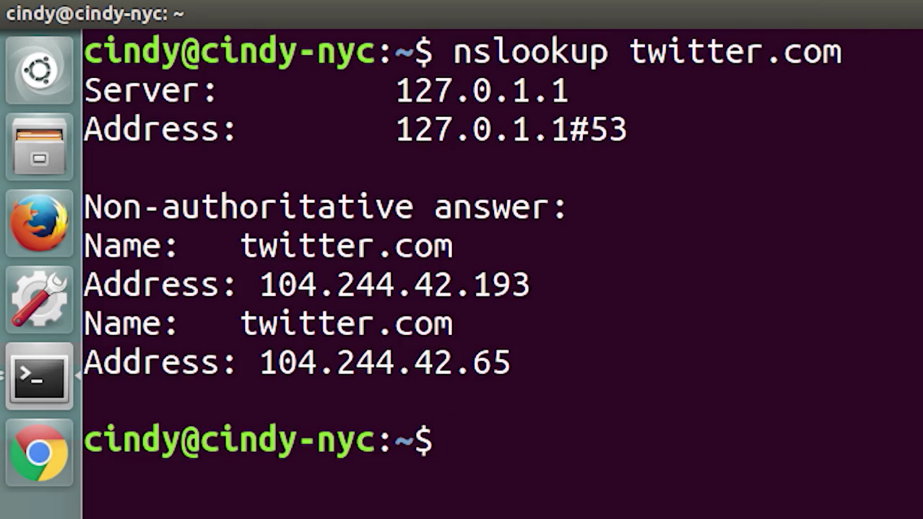 cindy@cindy-nyc: ~
cindy@cindy-nyc:~$ nslookup twitter.com
Server: 127.0.1.1
Address: 127.0.1.1#53
Non-authoritative answer:
Name: twitter.com
Address: 104.244.42.193
Name: twitter.com
Address: 104.244.42.65
cindy@cindy-nyc:~$